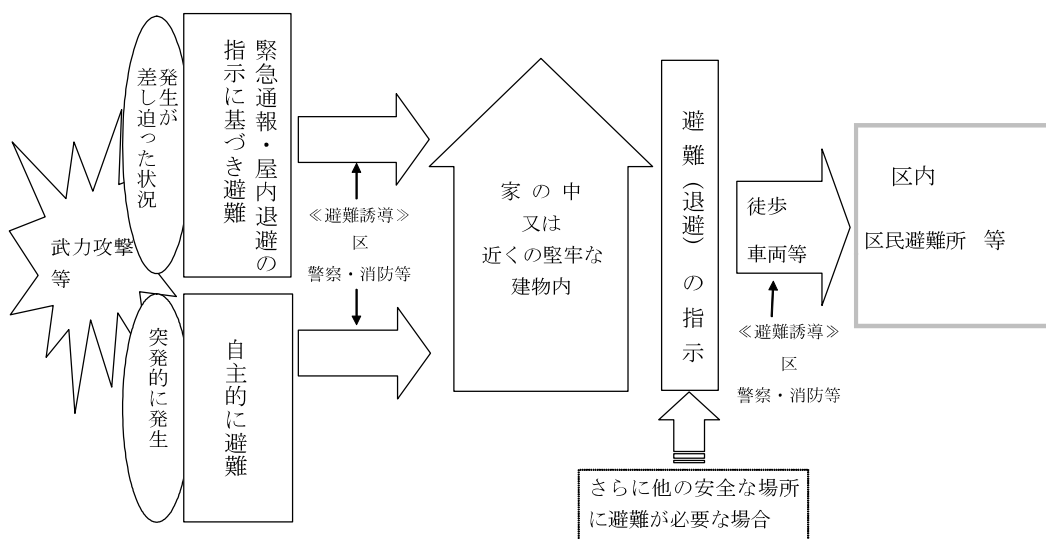 武力攻撃
等
発生が
差し迫った状況
緊急通報・屋内退避の
指示に基づき避難
突発的に発生
自主的に避難
≪避難誘導≫
区
警察・消防等
家の中
又は
近くの堅牢な
建物内
避難(退避)の指示
さらに他の安全な場所
に避難が必要な場合
徒歩
車両等
≪避難誘導≫
区
警察・消防等
区内
区民避難所 等